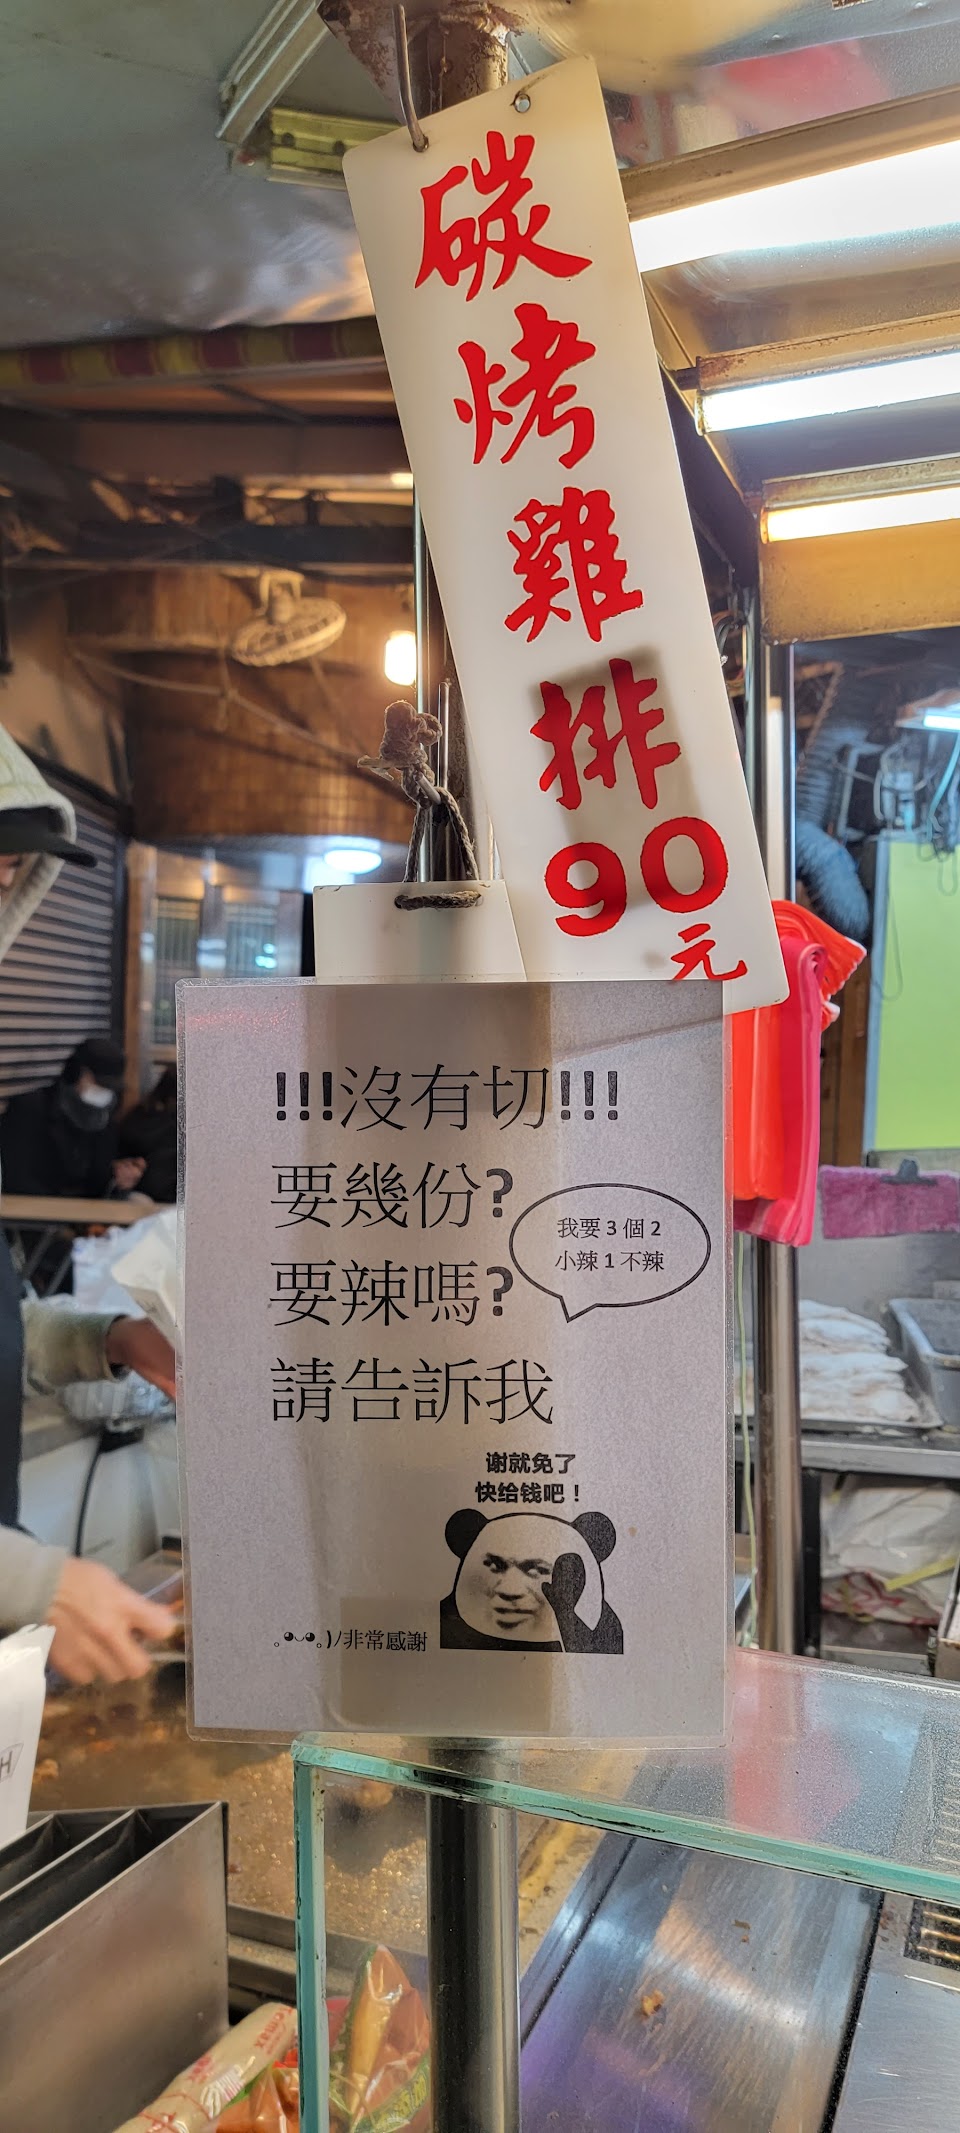 碳烤雞排
90元
!!!沒有切!!!
要幾份?
我要3個2
小辣1不辣
要辣嗎?
請告訴我
谢就免了
快给钱吧！
｡◕◡◕｡)ﾉ非常感謝